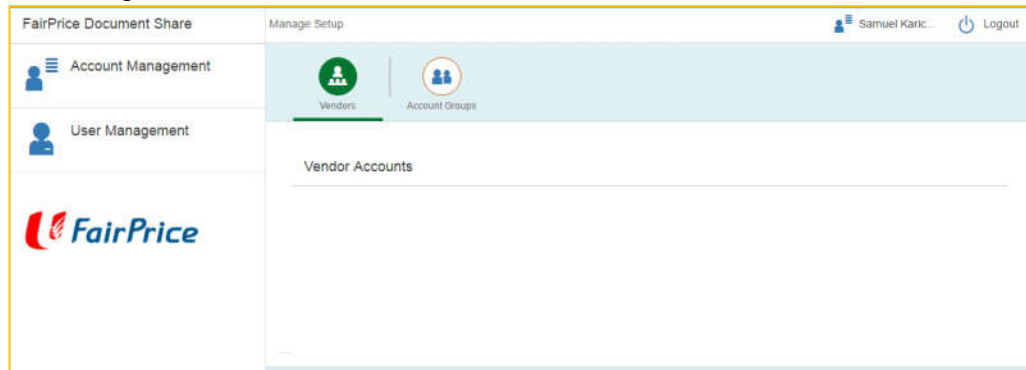 FairPrice Document Share
Manage Setup
Samuel Karic...
Logout
Account Management
User Management
Vendors
Account Groups
Vendor Accounts
FairPrice